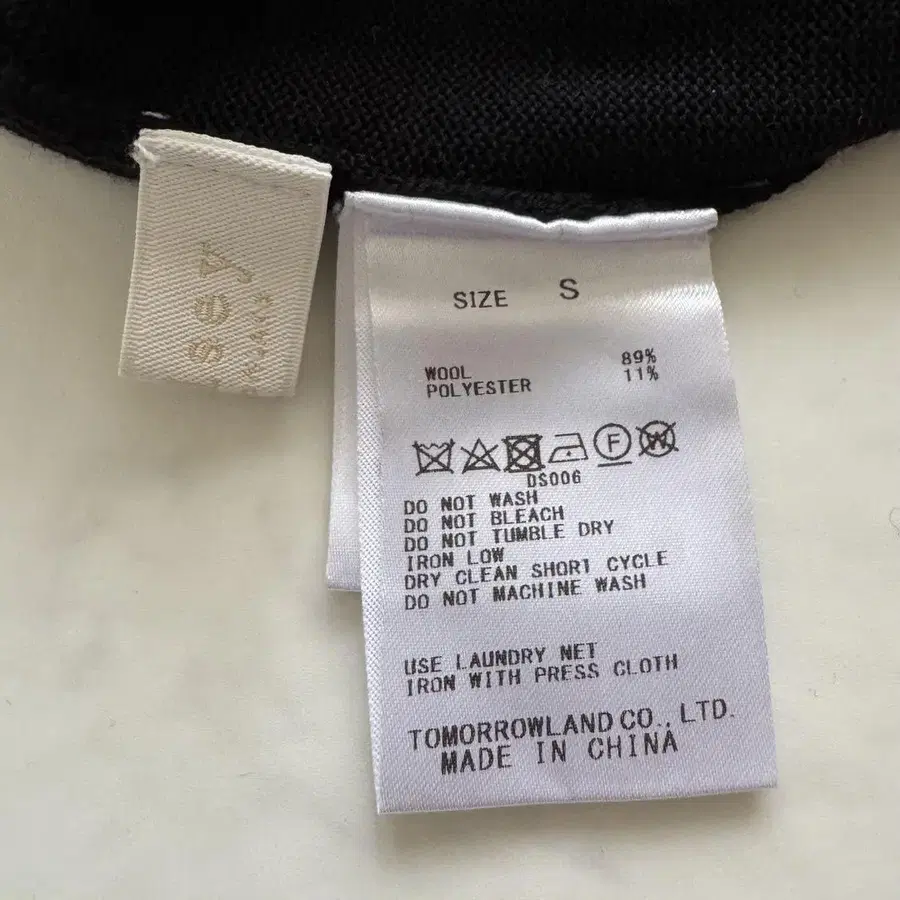 SIZE S
WOOL 89%
POLYESTER 11%
F W
DS006
DO NOT WASH
DO NOT BLEACH
DO NOT TUMBLE DRY
IRON LOW
DRY CLEAN SHORT CYCLE
DO NOT MACHINE WASH
USE LAUNDRY NET
IRON WITH PRESS CLOTH
TOMORROWLAND CO., LTD.
MADE IN CHINA